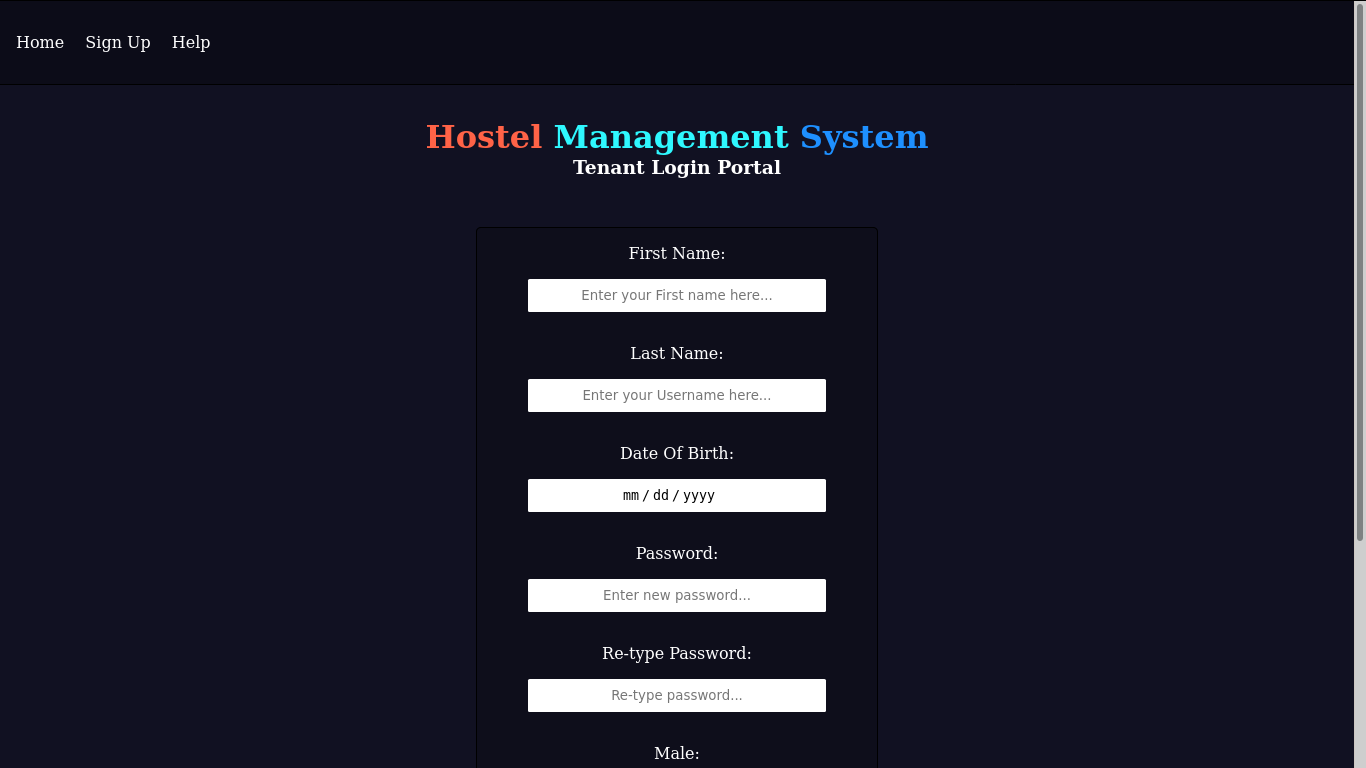 Home Sign Up Help
Hostel Management System
Tenant Login Portal
First Name:
Enter your First name here...
Last Name:
Enter your Username here...
Date Of Birth:
mm / dd / yyyy
Password:
Enter new password...
Re-type Password:
Re-type password...
Male: